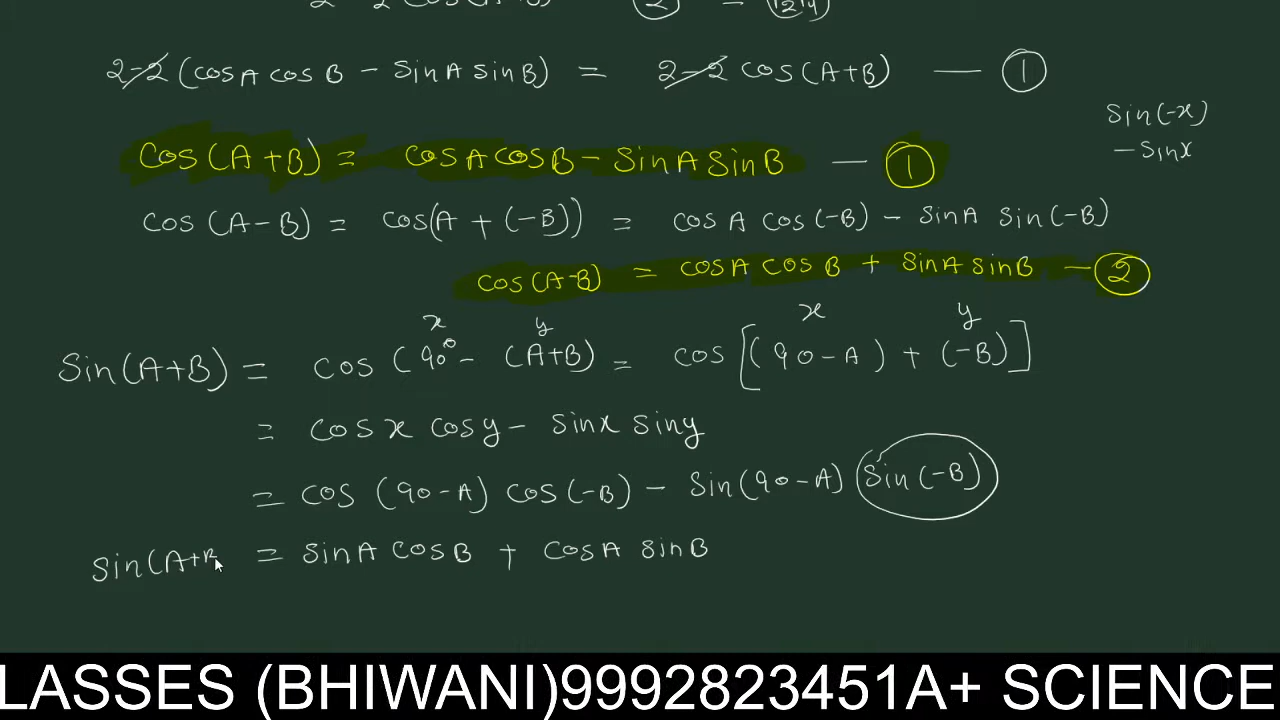 2-2(cosA cosB - sinA sinB) = 2-2 cos(A+B) — 1
sin(-x)
-sinx
cos(A+B) = cosA cosB - sinA sinB — 1
cos(A-B) = cos(A + (-B)) = cosA cos(-B) - sinA sin(-B)
cos(A-B) = cosA cosB + sinA sinB — 2
x y x y
Sin(A+B) = cos(90° - (A+B) = cos[(90-A) + (-B)]
= cosx cosy - sinx siny
= cos(90-A) cos(-B) - sin(90-A) sin(-B)
sin(A+B = sinA cosB + cosA sinB
LASSES (BHIWANI)9992823451A+ SCIENCE